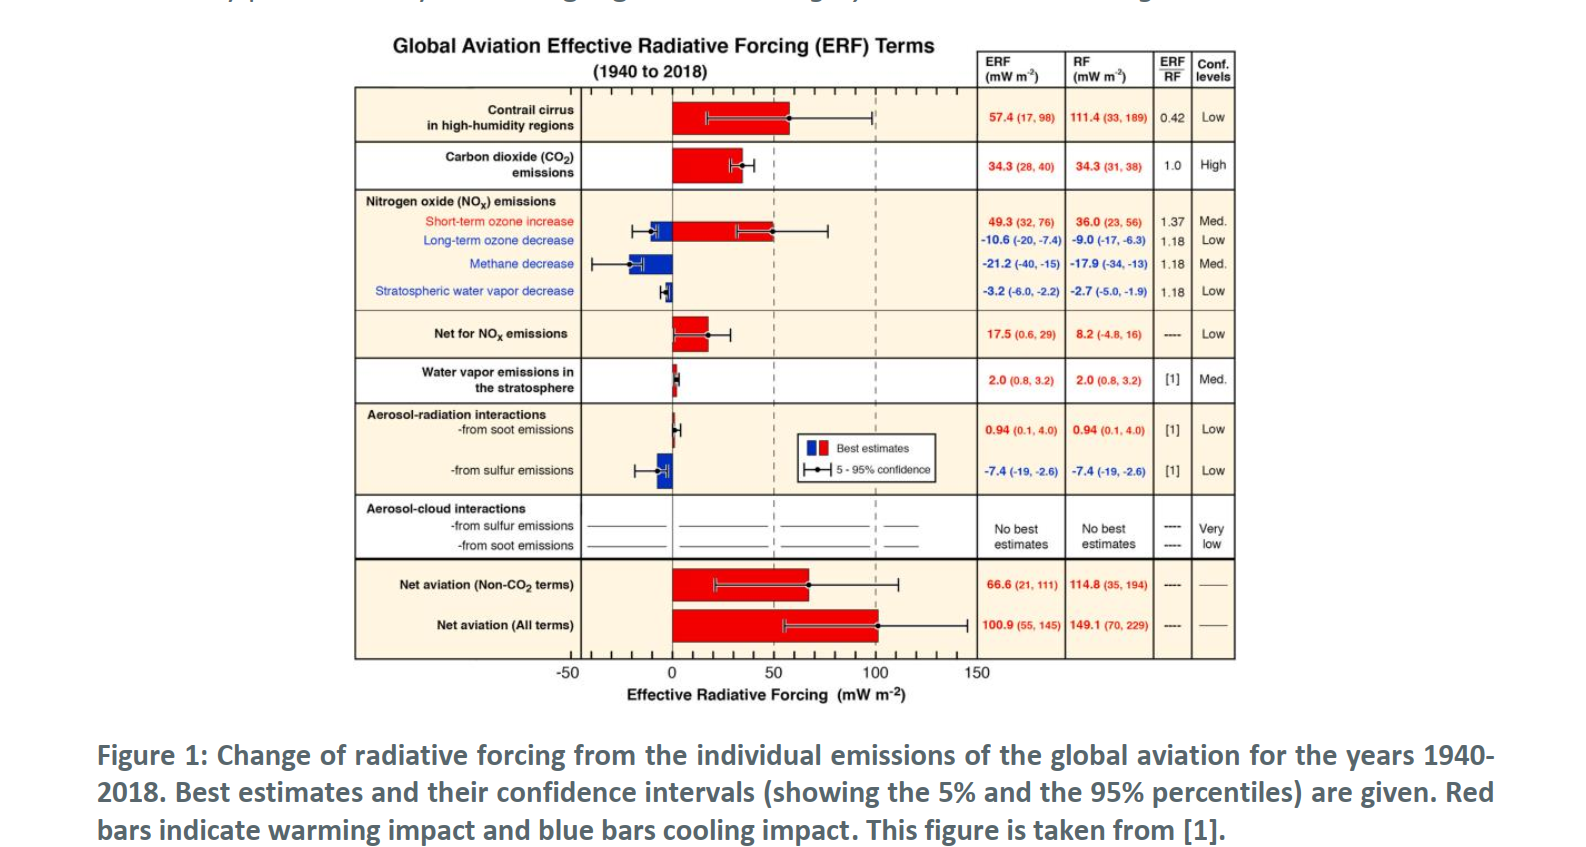 Global Aviation Effective Radiative Forcing (ERF) Terms
(1940 to 2018)
ERF (mW m-2) RF (mW m-2) ERF RF Conf. levels
Contrail cirrus in high-humidity regions 57.4 (17, 98) 111.4 (33, 189) 0.42 Low
Carbon dioxide (CO2) emissions 34.3 (28, 40) 34.3 (31, 38) 1.0 High
Nitrogen oxide (NOx) emissions
Short-term ozone increase 49.3 (32, 76) 36.0 (23, 56) 1.37 Med.
Long-term ozone decrease -10.6 (-20, -7.4) -9.0 (-17, -6.3) 1.18 Low
Methane decrease -21.2 (-40, -15) -17.9 (-34, -13) 1.18 Med.
Stratospheric water vapor decrease -3.2 (-6.0, -2.2) -2.7 (-5.0, -1.9) 1.18 Low
Net for NOx emissions 17.5 (0.6, 29) 8.2 (-4.8, 16) ---- Low
Water vapor emissions in the stratosphere 2.0 (0.8, 3.2) 2.0 (0.8, 3.2) [1] Med.
Aerosol-radiation interactions
-from soot emissions 0.94 (0.1, 4.0) 0.94 (0.1, 4.0) [1] Low
Best estimates
5 - 95% confidence
-from sulfur emissions -7.4 (-19, -2.6) -7.4 (-19, -2.6) [1] Low
Aerosol-cloud interactions
-from sulfur emissions No best estimates No best estimates ---- Very low
-from soot emissions ----
Net aviation (Non-CO2 terms) 66.6 (21, 111) 114.8 (35, 194) ----
Net aviation (All terms) 100.9 (55, 145) 149.1 (70, 229) ----
-50 0 50 100 150
Effective Radiative Forcing (mW m-2)
Figure 1: Change of radiative forcing from the individual emissions of the global aviation for the years 1940-
2018. Best estimates and their confidence intervals (showing the 5% and the 95% percentiles) are given. Red
bars indicate warming impact and blue bars cooling impact. This figure is taken from [1].